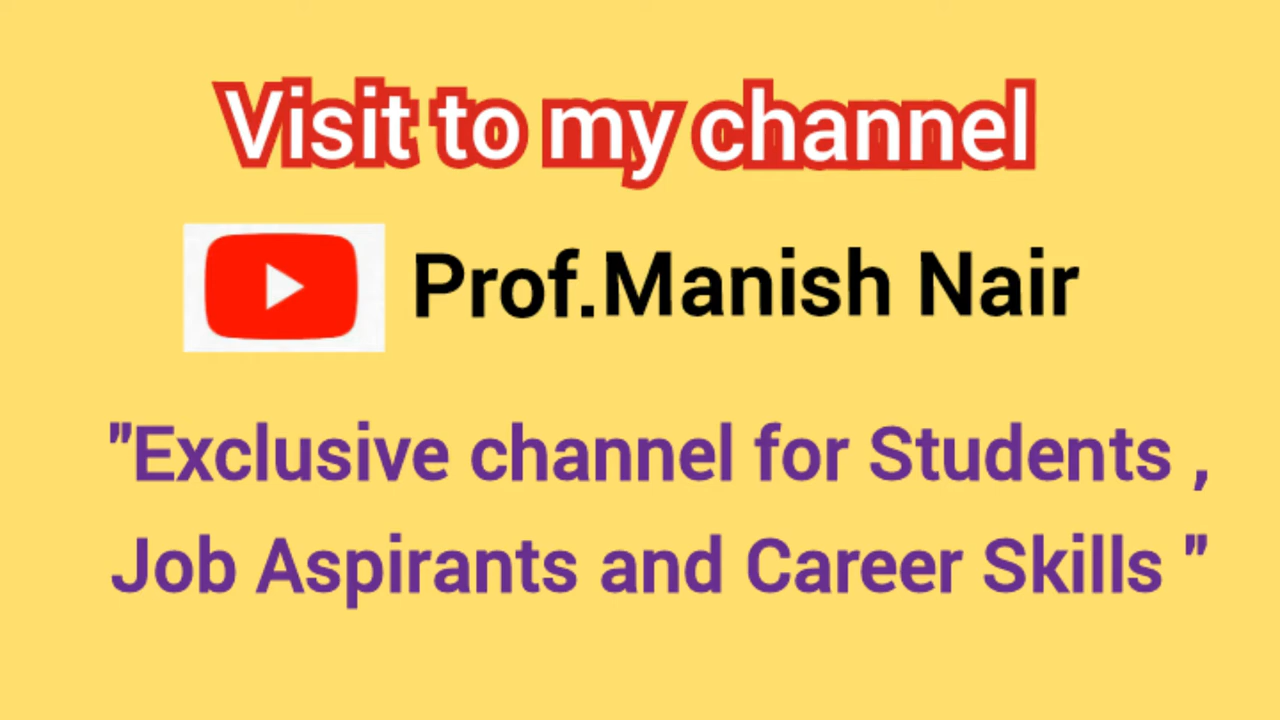 Visit to my channel
Prof.Manish Nair
"Exclusive channel for Students ,
Job Aspirants and Career Skills "